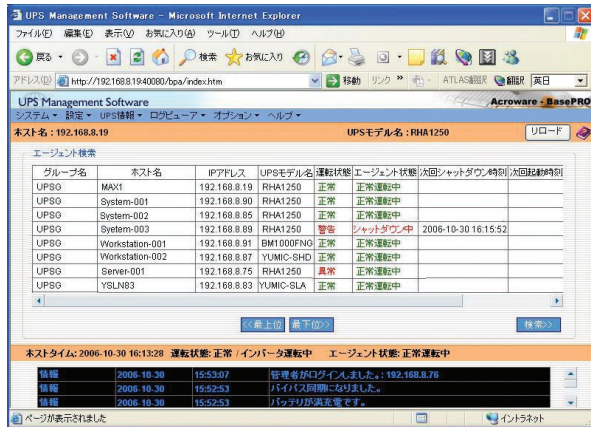 UPS Management Software - Microsoft Internet Explorer
ファイル(F) 編集(E) 表示(V) お気に入り(A) ツール(T) ヘルプ(H)
戻る 検索 お気に入り
アドレス(D) http://192.168.8.19:40080/bpa/index.htm 移動 リンク » ATLAS翻訳 翻訳 英日
UPS Management Software Acroware - BasePRO
システム 設定 UPS情報 ログビューア オプション ヘルプ
ホスト名 : 192.168.8.19 UPSモデル名 : RHA1250 リロード
エージェント検索
グループ名 ホスト名 IPアドレス UPSモデル名 運転状態 エージェント状態 次回シャットダウン時刻 次回起動時刻
UPSG MAX1 192.168.8.19 RHA1250 正常 正常運転中
UPSG System-001 192.168.8.90 RHA1250 正常 正常運転中
UPSG System-002 192.168.8.85 RHA1250 正常 正常運転中
UPSG Syetem-003 192.168.8.89 RHA1250 警告 シャットダウン中 2006-10-30 16:15:52
UPSG Workstation-001 192.168.8.91 BM1000FNG 正常 正常運転中
UPSG Workstation-002 192.168.8.87 YUMIC-SHD 正常 正常運転中
UPSG Server-001 192.168.8.75 RHA1250 異常 正常運転中
UPSG YSLN83 192.168.8.83 YUMIC-SLA 正常 正常運転中
<<最上位 最下位>> 検索>>
ホストタイム: 2006-10-30 16:13:28 運転状態: 正常 / インバータ運転中 エージェント状態: 正常運転中
情報 2006-10-30 15:53:07 管理者がログインしました。: 192.168.8.76
情報 2006-10-30 15:52:53 バイパス同期になりました。
情報 2006-10-30 15:52:53 バッテリが満充電です。
ページが表示されました イントラネット